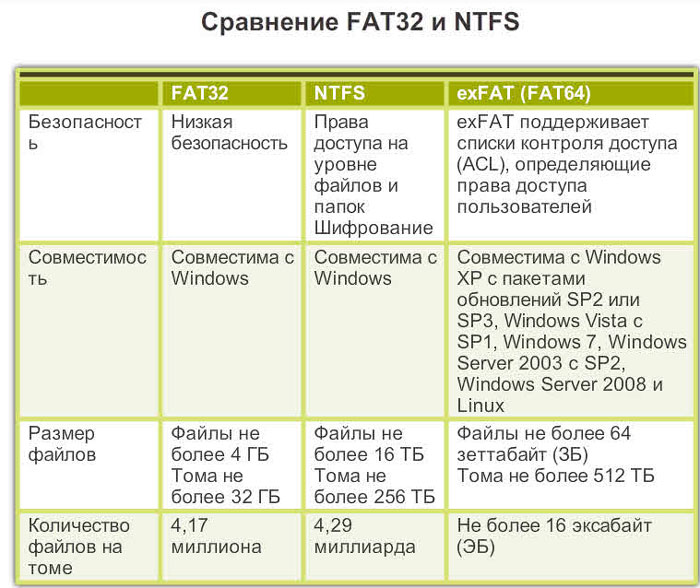 Сравнение FAT32 и NTFS
FAT32 NTFS exFAT (FAT64)
Безопасност
ь
Низкая
безопасность
Права
доступа на
уровне
файлов и
папок
Шифрование
exFAT поддерживает
списки контроля доступа
(ACL), определяющие
права доступа
пользователей
Совместимос
ть
Совместима с
Windows
Совместима с
Windows
Совместима с Windows
XP с пакетами
обновлений SP2 или
SP3, Windows Vista с
SP1, Windows 7, Windows
Server 2003 с SP2,
Windows Server 2008 и
Linux
Размер
файлов
Файлы не
более 4 ГБ
Тома не
более 32 ГБ
Файлы не
более 16 ТБ
Тома не
более 256 ТБ
Файлы не более 64
зеттабайт (ЗБ)
Тома не более 512 ТБ
Количество
файлов на
томе
4,17
миллиона
4,29
миллиарда
Не более 16 эксабайт
(ЭБ)